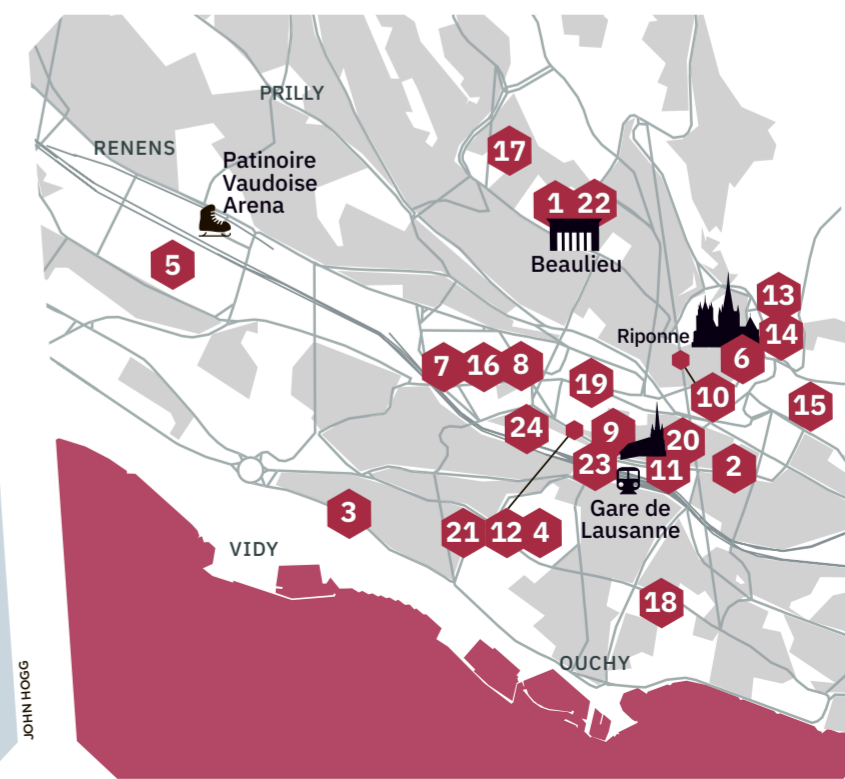 PRILLY
RENENS
Patinoire
Vaudoise
Arena
17
1 22
Beaulieu
5
13
14
Riponne
6
7 16 8
19
10
15
24
9
20
23
11
2
Gare de
Lausanne
3
21 12 4
VIDY
18
OUCHY
JOHN HOGG